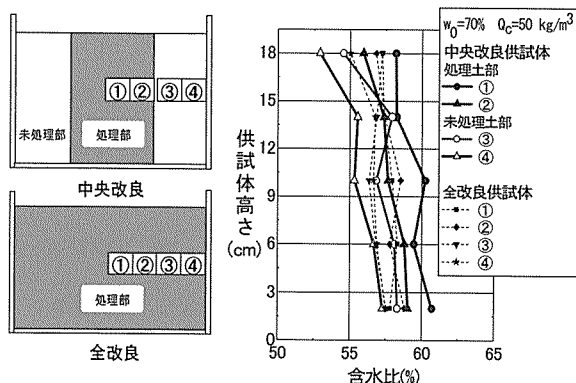 ①②③④
未処理部
処理部
中央改良
①②③④
処理部
全改良
供試体高さ(cm)
18
15
12
9
6
3
0
50
55
60
65
含水比(%)
w₀=70% Q_C=50 kg/m³
中央改良供試体
処理土部
①
②
未処理土部
③
④
全改良供試体
①
②
③
④